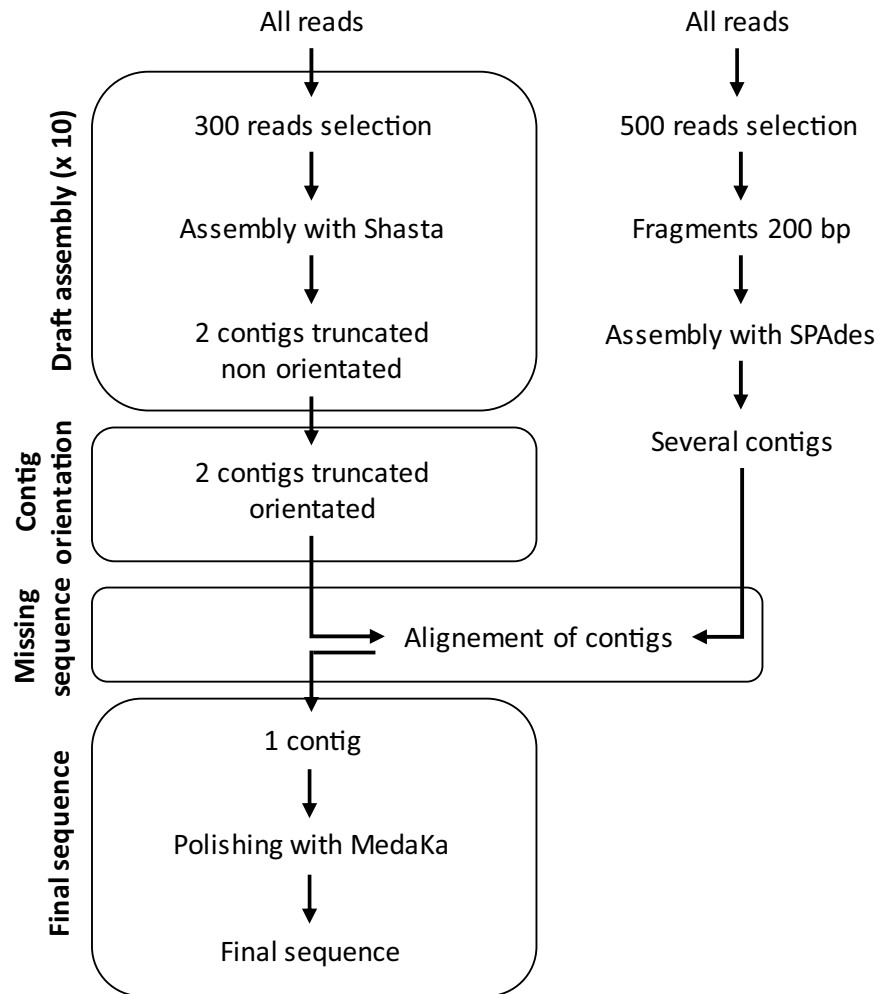 All reads
All reads
Draft assembly (x 10)
300 reads selection
500 reads selection
Assembly with Shasta
Fragments 200 bp
2 contigs truncated
non orientated
Assembly with SPAdes
Several contigs
Contig
orientation
2 contigs truncated
orientated
Missing
sequence
Alignement of contigs
Final sequence
1 contig
Polishing with MedaKa
Final sequence